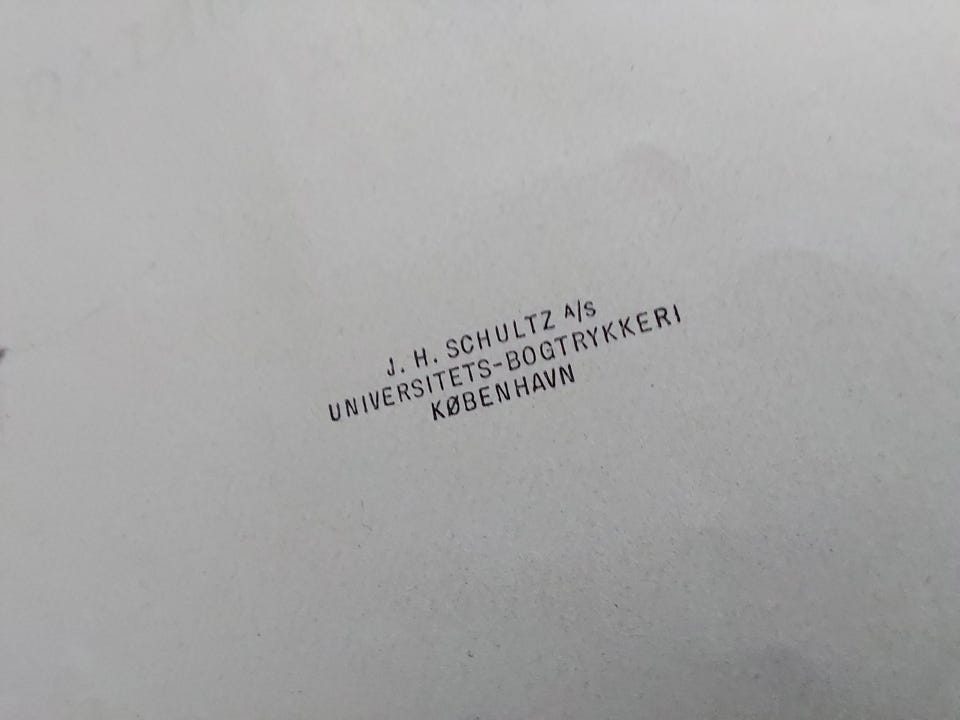 J. H. SCHULTZ A/S
UNIVERSITETS-BOGTRYKKERI
KØBENHAVN